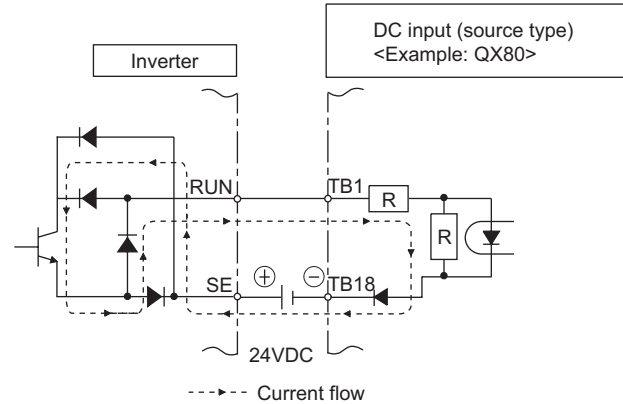 DC input (source type)
<Example: QX80>
Inverter
RUN
TB1
R
R
SE
+
−
TB18
24VDC
Current flow